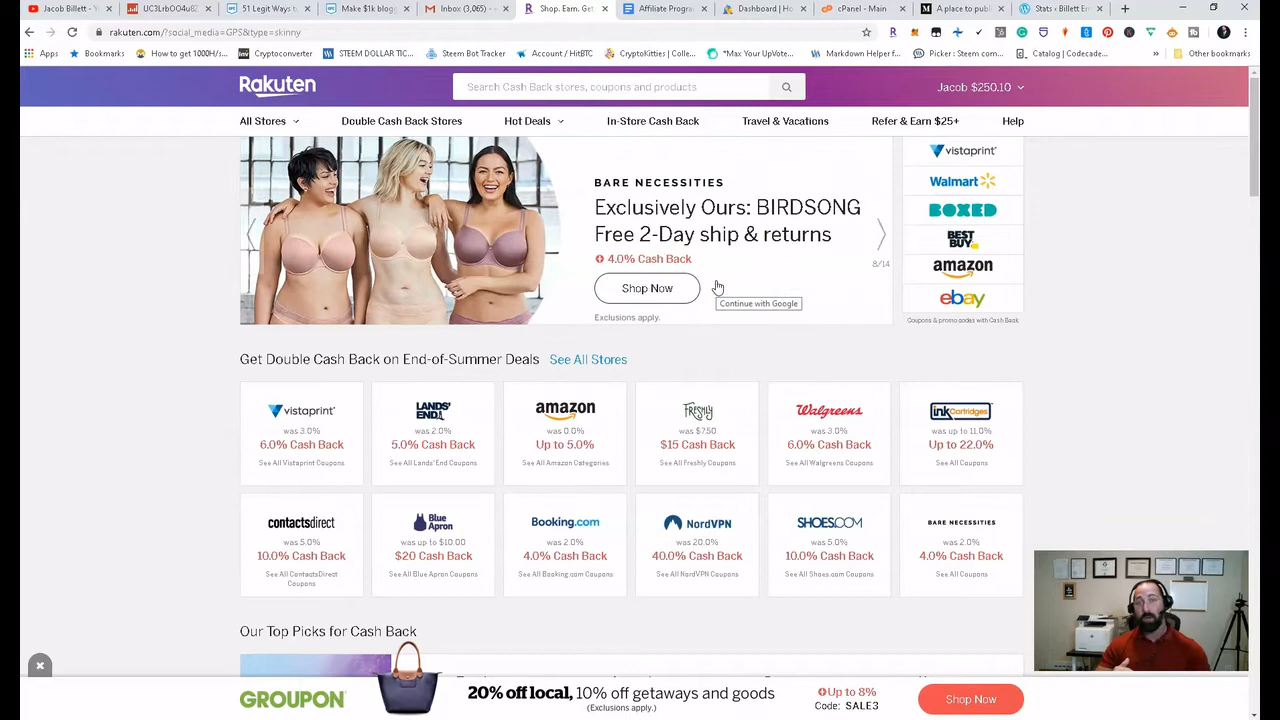 Jacob Billett - Y
UC3LrbOO4u8
51 Legit Ways t
Make $1k blogg
Inbox (3,065) -
Shop. Earn. Get
Affiliate Progra
Dashboard | Ho
cPanel - Main
A place to publi
Stats ‹ Billett En
rakuten.com/?social_media=GPS&type=skinny
Apps
Bookmarks
How to get 1000/s...
Cryptoinverter
STEEM DOLLAR TIC...
Steem Bot Tracker
Account / HitBTC
CryptoKitties | Colle...
*Max Your UpVote...
Markdown Helper f...
Picture : Steem com...
Catalog | Codecade...
»
Other bookmarks
Rakuten
Search Cash Back stores, coupons and products
Jacob $250.10
All Stores
Double Cash Back Stores
Hot Deals
In-Store Cash Back
Travel & Vacations
Refer & Earn $25+
Help
BARE NECESSITIES
Exclusively Ours: BIRDSONG
Free 2-Day ship & returns
4.0% Cash Back
Shop Now
Exclusions apply.
8/14
Continue with Google
vistaprint
Walmart
BOXED
BEST BUY
amazon
ebay
Coupons & promo codes with Cash Back
Get Double Cash Back on End-of-Summer Deals See All Stores
vistaprint
was 3.0%
6.0% Cash Back
See All Vistaprint Coupons
LANDS' END
was 2.0%
5.0% Cash Back
See All Lands' End Coupons
amazon
was 0.0%
Up to 5.0%
See All Amazon Categories
FRESHLY
was $7.50
$15 Cash Back
See All Freshly Coupons
Walgreens
was 3.0%
6.0% Cash Back
See All Walgreens Coupons
inkCartridges
was up to 11.0%
Up to 22.0%
See All Coupons
contactsdirect
was 5.0%
10.0% Cash Back
See All ContactsDirect
Coupons
Blue
Apron
was up to $10.00
$20 Cash Back
See All Blue Apron Coupons
Booking.com
was 2.0%
4.0% Cash Back
See All Booking.com Coupons
NordVPN
was 20.0%
40.0% Cash Back
See All NordVPN Coupons
SHOES.COM
was 5.0%
10.0% Cash Back
See All Shoes.com Coupons
BARE NECESSITIES
was 2.0%
4.0% Cash Back
See All Coupons
Our Top Picks for Cash Back
GROUPON
20% off local, 10% off getaways and goods
(Exclusions apply.)
Up to 8%
Code: SALE3
Shop Now